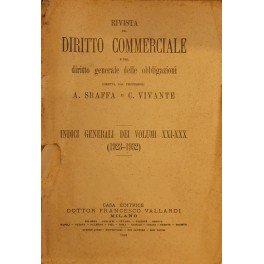 RIVISTA
DEL
DIRITTO COMMERCIALE
E DEL
diritto generale delle obbligazioni
DIRETTA DAI PROFESSORI
A. SRAFFA E C. VIVANTE
INDICI GENERALI DEI VOLUMI XXI-XXX
(1923-1932)
CASA EDITRICE
DOTTOR FRANCESCO VALLARDI
MILANO